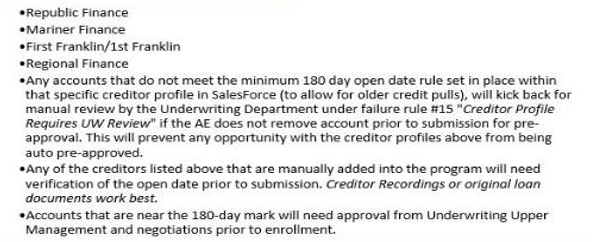 •Republic Finance
•Mariner Finance
•First Franklin/1st Franklin
•Regional Finance
•Any accounts that do not meet the minimum 180 day open date rule set in place within
that specific creditor profile in SalesForce (to allow for older credit pulls), will kick back for
manual review by the Underwriting Department under failure rule #15 "Creditor Profile
Requires UW Review" if the AE does not remove account prior to submission for pre-
approval. This will prevent any opportunity with the creditor profiles above from being
auto pre-approved.
•Any of the creditors listed above that are manually added into the program will need
verification of the open date prior to submission. Creditor Recordings or original loan
documents work best.
•Accounts that are near the 180-day mark will need approval from Underwriting Upper
Management and negotiations prior to enrollment.